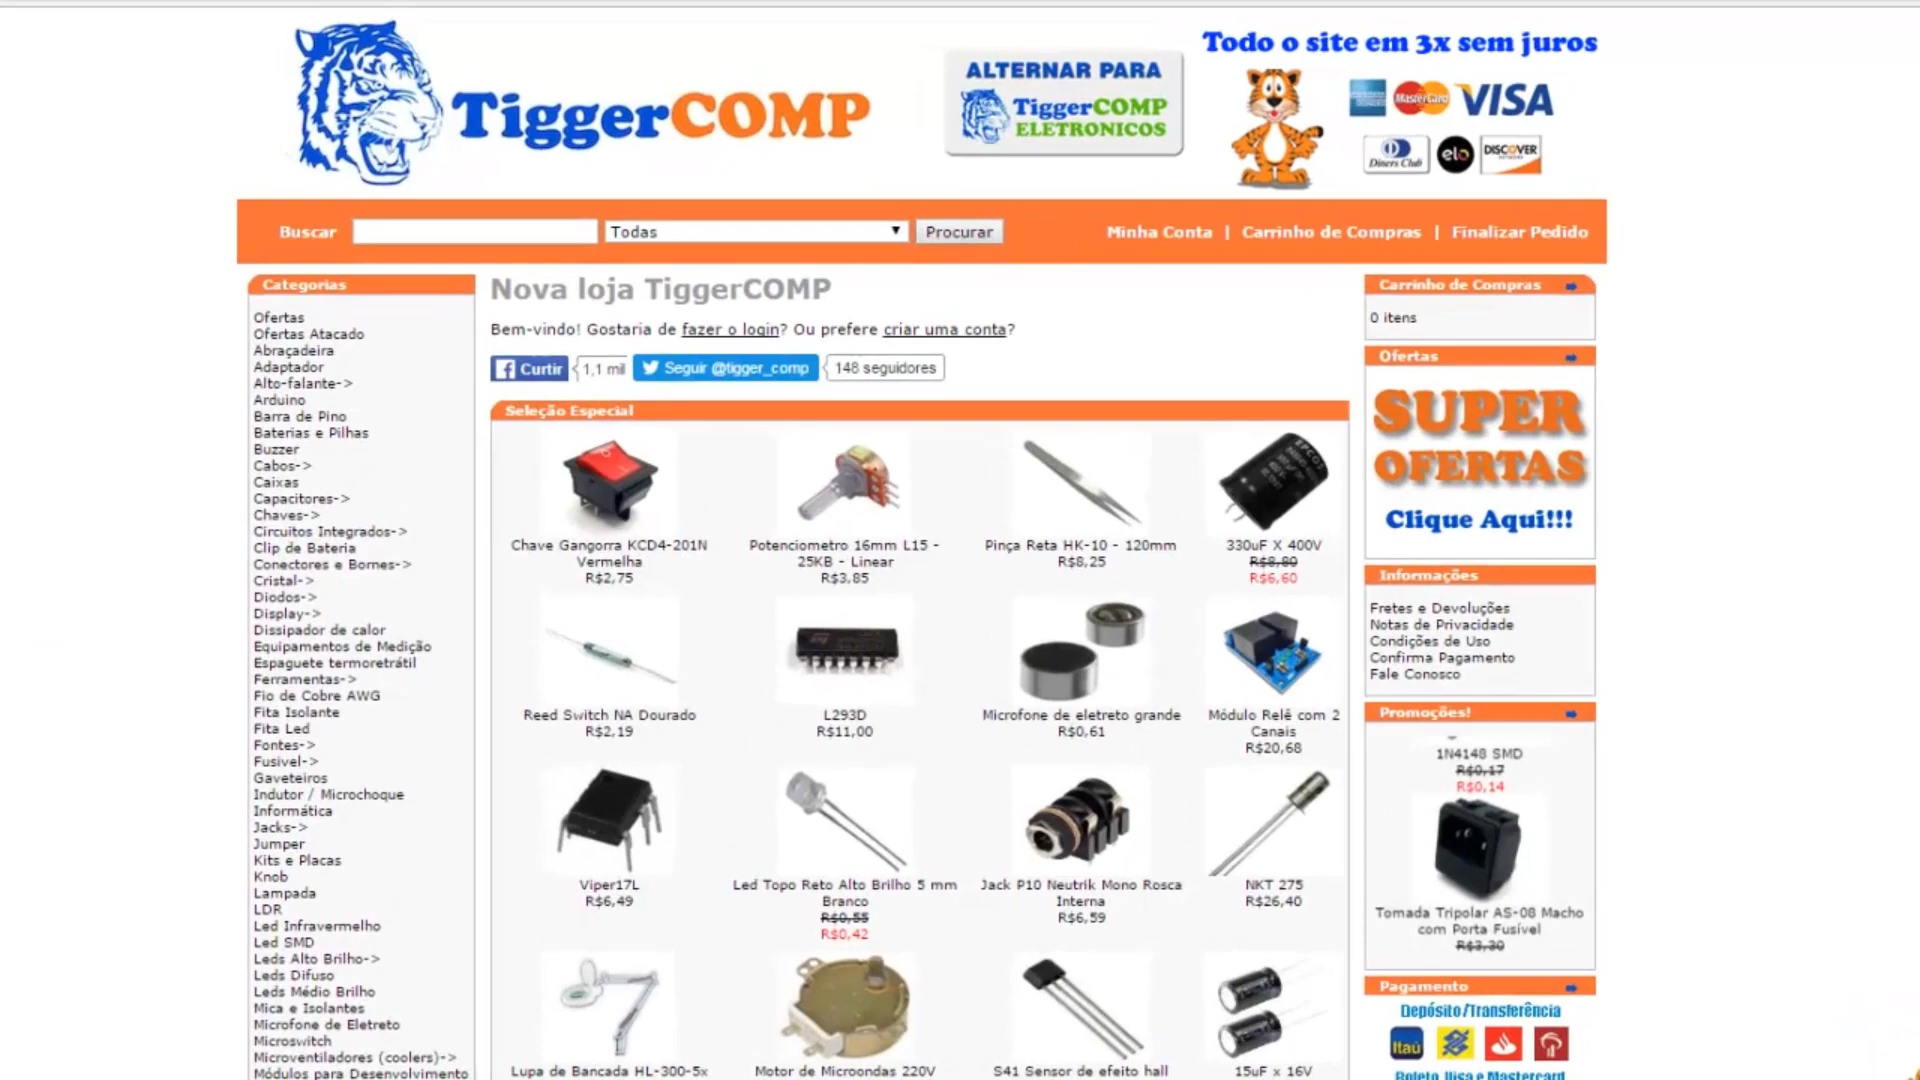 TiggerCOMP
ALTERNAR PARA
TiggerCOMP
ELETRONICOS
Todo o site em 3x sem juros
MasterCard
VISA
Diners Club
elo
DISCOVER
Buscar
Todas
Procurar
Minha Conta | Carrinho de Compras | Finalizar Pedido
Categorias
Ofertas
Ofertas Atacado
Abraçadeira
Adaptador
Alto-falante->
Arduino
Barra de Pino
Baterias e Pilhas
Buzzer
Cabos->
Caixas
Capacitores->
Chaves->
Circuitos Integrados->
Clip de Bateria
Conectores e Bornes->
Cristal->
Diodos->
Display->
Dissipador de calor
Equipamentos de Medição
Espaguete termoretrátil
Ferramentas->
Fio de Cobre AWG
Fita Isolante
Fita Led
Fontes->
Fusivel->
Gaveteiros
Indutor / Microchoque
Informática
Jacks->
Jumper
Kits e Placas
Knob
Lampada
LDR
Led Infravermelho
Led SMD
Leds Alto Brilho->
Leds Difuso
Leds Médio Brilho
Mica e Isolantes
Microfone de Eletreto
Microswitch
Microventiladores (coolers)->
Módulos para Desenvolvimento
Nova loja TiggerCOMP
Bem-vindo! Gostaria de fazer o login? Ou prefere criar uma conta?
Curtir
1,1 mil
Seguir @tigger_comp
148 seguidores
Seleção Especial
Chave Gangorra KCD4-201N
Vermelha
R$2,75
Potenciometro 16mm L15 -
25KB - Linear
R$3,85
Pinça Reta HK-10 - 120mm
R$8,25
330uF X 400V
R$8,80
R$6,60
Reed Switch NA Dourado
R$2,19
L293D
R$11,00
Microfone de eletreto grande
R$0,61
Módulo Relê com 2
Canais
R$20,68
Viper17L
R$6,49
Led Topo Reto Alto Brilho 5 mm
Branco
R$0,55
R$0,42
Jack P10 Neutrik Mono Rosca
Interna
R$6,59
NKT 275
R$26,40
Lupa de Bancada HL-300-5x
Motor de Microondas 220V
S41 Sensor de efeito hall
15uF x 16V
Carrinho de Compras
0 itens
Ofertas
SUPER
OFERTAS
Clique Aqui!!!
Informações
Fretes e Devoluções
Notas de Privacidade
Condições de Uso
Confirma Pagamento
Fale Conosco
Promoções!
1N4148 SMD
R$0,17
R$0,14
Tomada Tripolar AS-08 Macho
com Porta Fusível
R$3,30
Pagamento
Depósito/Transferência
Itaú
Boleto, Visa e Mastercard